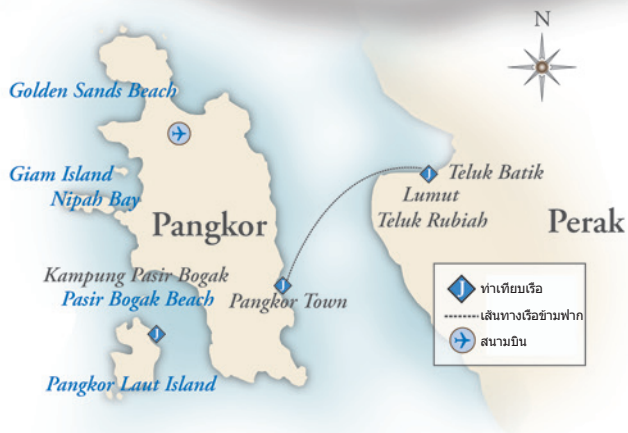 N
Golden Sands Beach
Giam Island
Nipah Bay
Pangkor
Kampung Pasir Bogak
Pasir Bogak Beach
J
Pangkor Town
J
Pangkor Laut Island
J
Teluk Batik
Lumut
Teluk Rubiah
Perak
J ท่าเทียบเรือ
เส้นทางเรือข้ามฟาก
สนามบิน